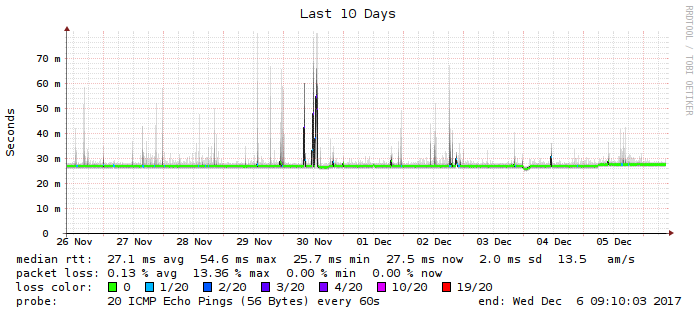 Last 10 Days
RRDTOOL / TOBI OETIKER
Seconds
70 m
60 m
50 m
40 m
30 m
20 m
10 m
0
26 Nov 27 Nov 28 Nov 29 Nov 30 Nov 01 Dec 02 Dec 03 Dec 04 Dec 05 Dec
median rtt: 27.1 ms avg 54.6 ms max 25.7 ms min 27.5 ms now 2.0 ms sd 13.5 am/s
packet loss: 0.13 % avg 13.36 % max 0.00 % min 0.00 % now
loss color: 0 1/20 2/20 3/20 4/20 10/20 19/20
probe: 20 ICMP Echo Pings (56 Bytes) every 60s end: Wed Dec 6 09:10:03 2017